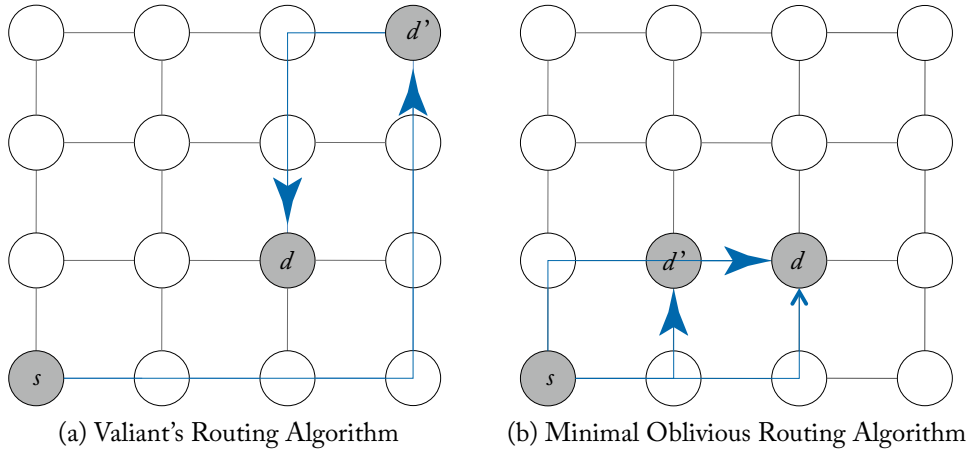 d’
d
s
(a) Valiant’s Routing Algorithm
d’
d
s
(b) Minimal Oblivious Routing Algorithm